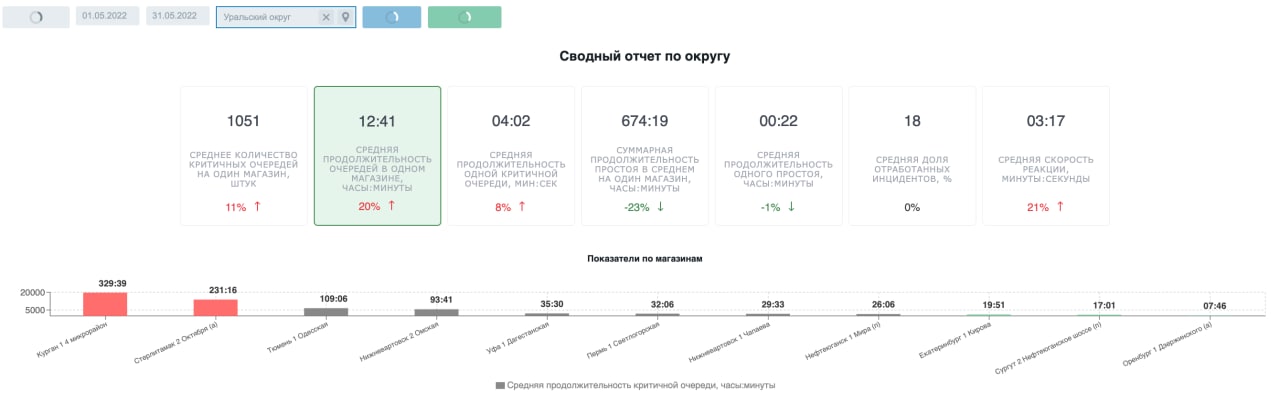 01.05.2022
31.05.2022
Уральский округ
Сводный отчет по округу
1051
СРЕДНЕЕ КОЛИЧЕСТВО
КРИТИЧНЫХ ОЧЕРЕДЕЙ
НА ОДИН МАГАЗИН,
ШТУК
11% ↑
12:41
СРЕДНЯЯ
ПРОДОЛЖИТЕЛЬНОСТЬ
ОЧЕРЕДЕЙ В ОДНОМ
МАГАЗИНЕ,
ЧАСЫ:МИНУТЫ
20% ↑
04:02
СРЕДНЯЯ
ПРОДОЛЖИТЕЛЬНОСТЬ
ОДНОЙ КРИТИЧНОЙ
ОЧЕРЕДИ, МИН:СЕК
8% ↑
674:19
СУММАРНАЯ
ПРОДОЛЖИТЕЛЬНОСТЬ
ПРОСТОЯ В СРЕДНЕМ
НА ОДИН МАГАЗИН,
ЧАСЫ:МИНУТЫ
-23% ↓
00:22
СРЕДНЯЯ
ПРОДОЛЖИТЕЛЬНОСТЬ
ОДНОГО ПРОСТОЯ,
ЧАСЫ:МИНУТЫ
-1% ↓
18
СРЕДНЯЯ ДОЛЯ
ОТРАБОТАННЫХ
ИНЦИДЕНТОВ, %
0%
03:17
СРЕДНЯЯ СКОРОСТЬ
РЕАКЦИИ,
МИНУТЫ:СЕКУНДЫ
21% ↑
Показатели по магазинам
20000
5000
329:39
231:16
109:06
93:41
35:30
32:06
29:33
26:06
19:51
17:01
07:46
Курган 1 4 микрорайон
Стерлитамак 2 Октября (а)
Тюмень 1 Одесская
Нижневартовск 2 Омская
Уфа 1 Дагестанская
Пермь 1 Светлогорская
Нижневартовск 1 Чапаева
Нефтеюганск 1 Мира (п)
Екатеринбург 1 Кирова
Сургут 2 Нефтеюганское шоссе (п)
Оренбург 1 Дзержинского (а)
Средняя продолжительность критичной очереди, часы:минуты